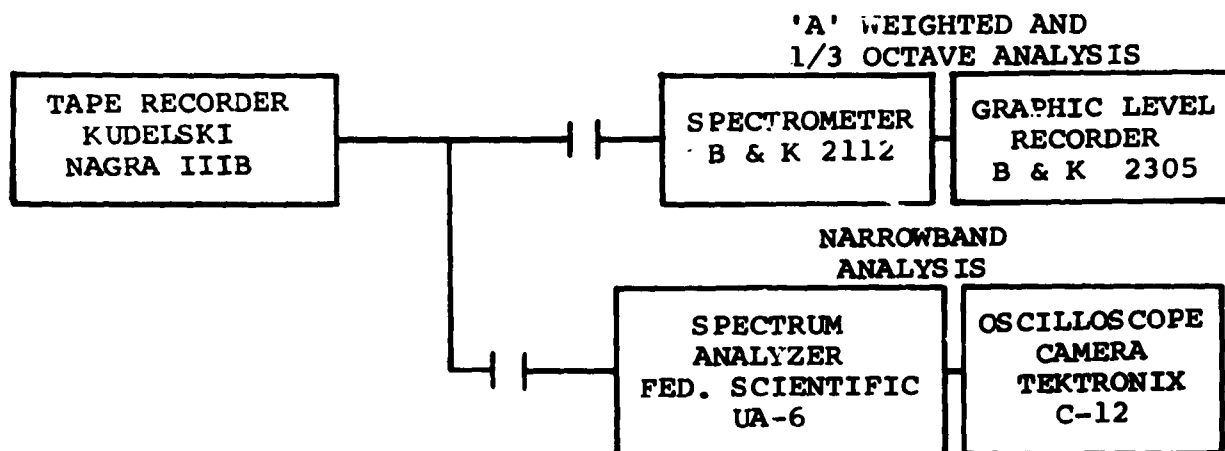 'A' WEIGHTED AND
1/3 OCTAVE ANALYSIS
TAPE RECORDER
KUDELSKI
NAGRA IIIB
SPECTROMETER
B & K 2112
GRAPHIC LEVEL
RECORDER
B & K 2305
NARROWBAND
ANALYSIS
SPECTRUM
ANALYZER
FED. SCIENTIFIC
UA-6
OSCILLOSCOPE
CAMERA
TEKTRONIX
C-12